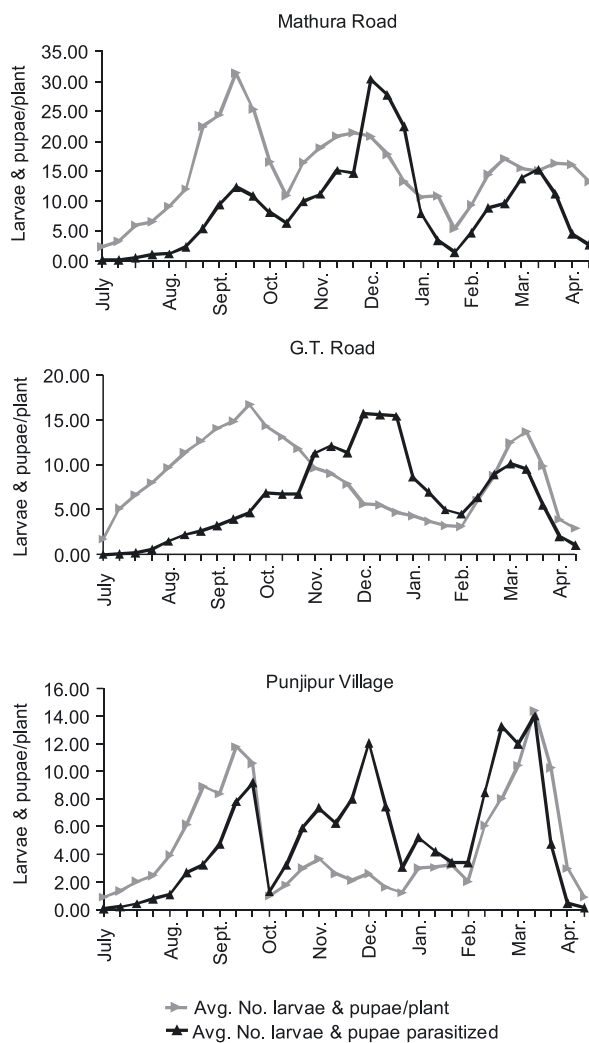 Mathura Road
Larvae & pupae/plant
35.00
30.00
25.00
20.00
15.00
10.00
5.00
0.00
July Aug. Sept. Oct. Nov. Dec. Jan. Feb. Mar. Apr.
G.T. Road
Larvae & pupae/plant
20.00
15.00
10.00
5.00
0.00
July Aug. Sept. Oct. Nov. Dec. Jan. Feb. Mar. Apr.
Punjipur Village
Larvae & pupae/plant
16.00
14.00
12.00
10.00
8.00
6.00
4.00
2.00
0.00
July Aug. Sept. Oct. Nov. Dec. Jan. Feb. Mar. Apr.
Avg. No. larvae & pupae/plant
Avg. No. larvae & pupae parasitized